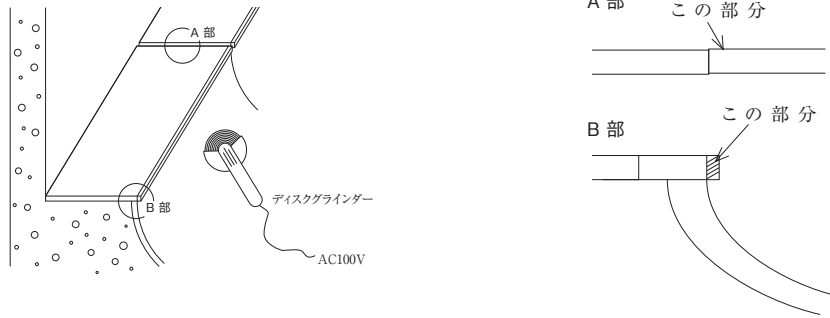 A 部
B 部
ディスクグラインダー
AC100V
A 部
この部分
B 部
この部分